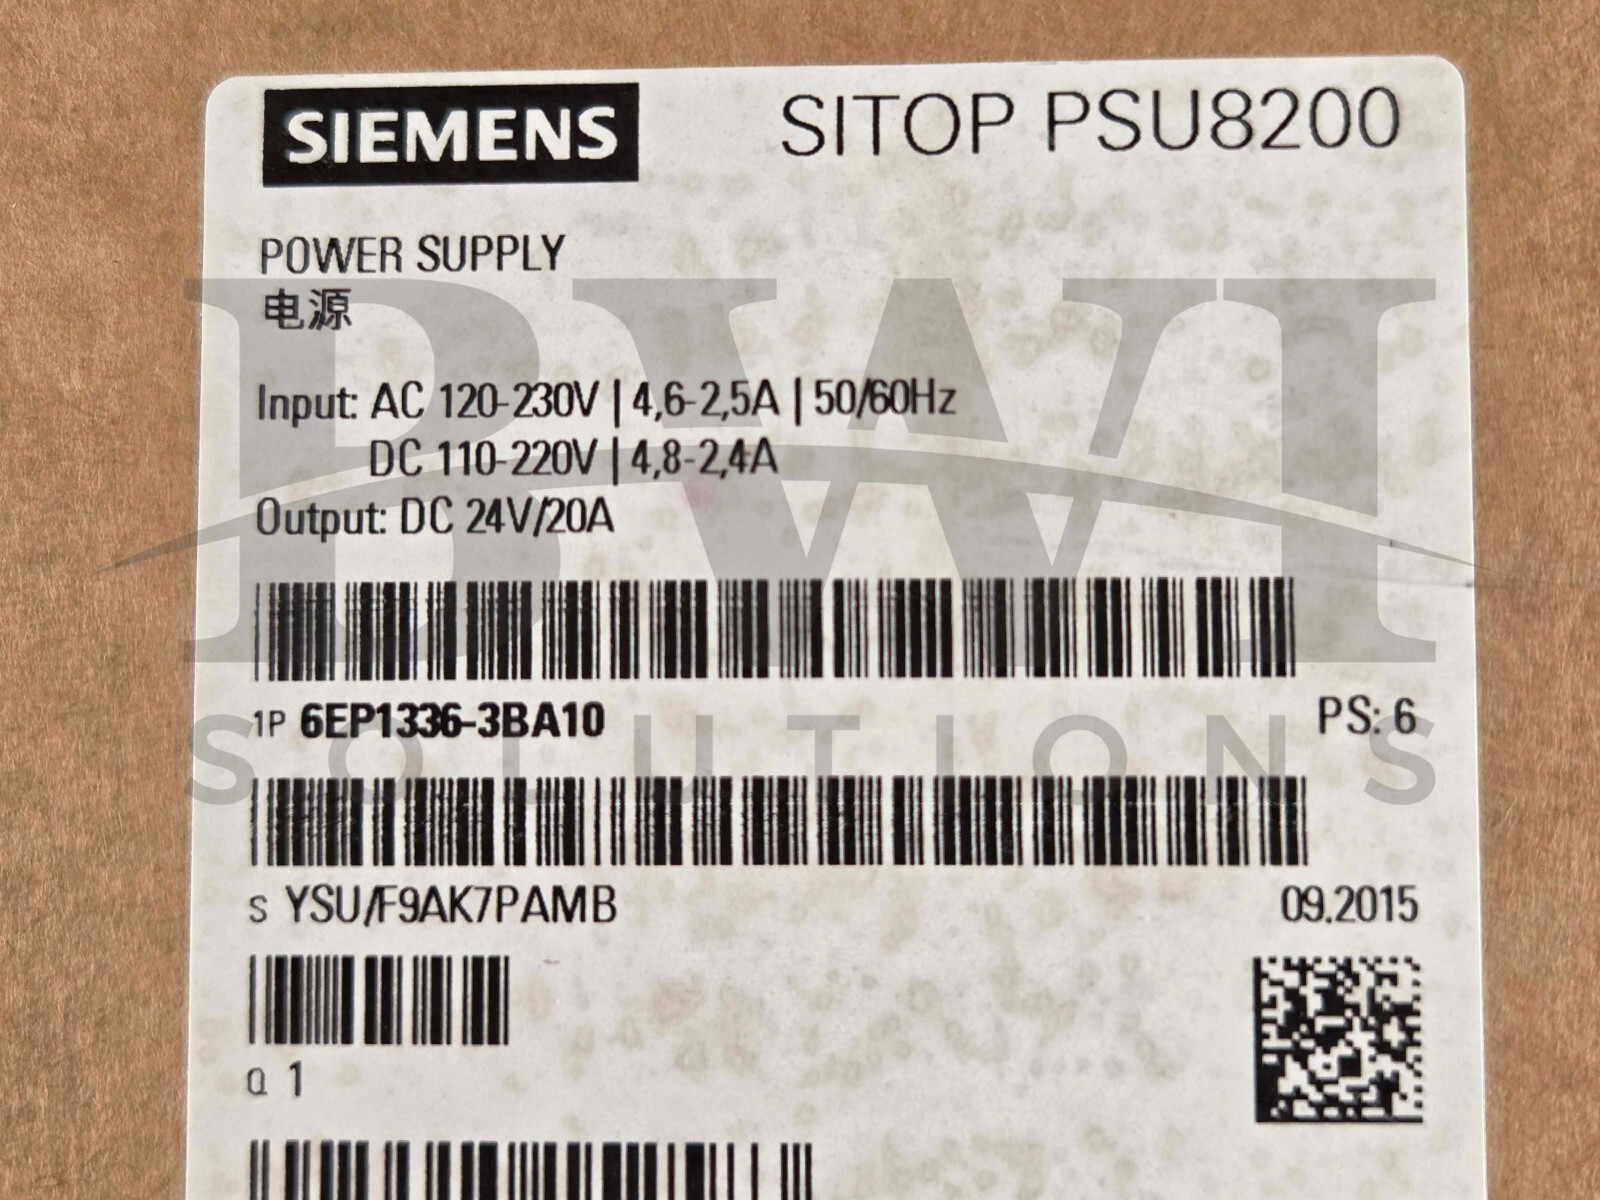 SIEMENS SITOP PSU8200
POWER SUPPLY
电源
Input: AC 120-230V | 4,6-2,5A | 50/60Hz
DC 110-220V | 4,8-2,4A
Output: DC 24V/20A
1P 6EP1336-3BA10 PS: 6
S YSU/F9AK7PAMB 09.2015
Q 1
BWI
SOLUTIONS